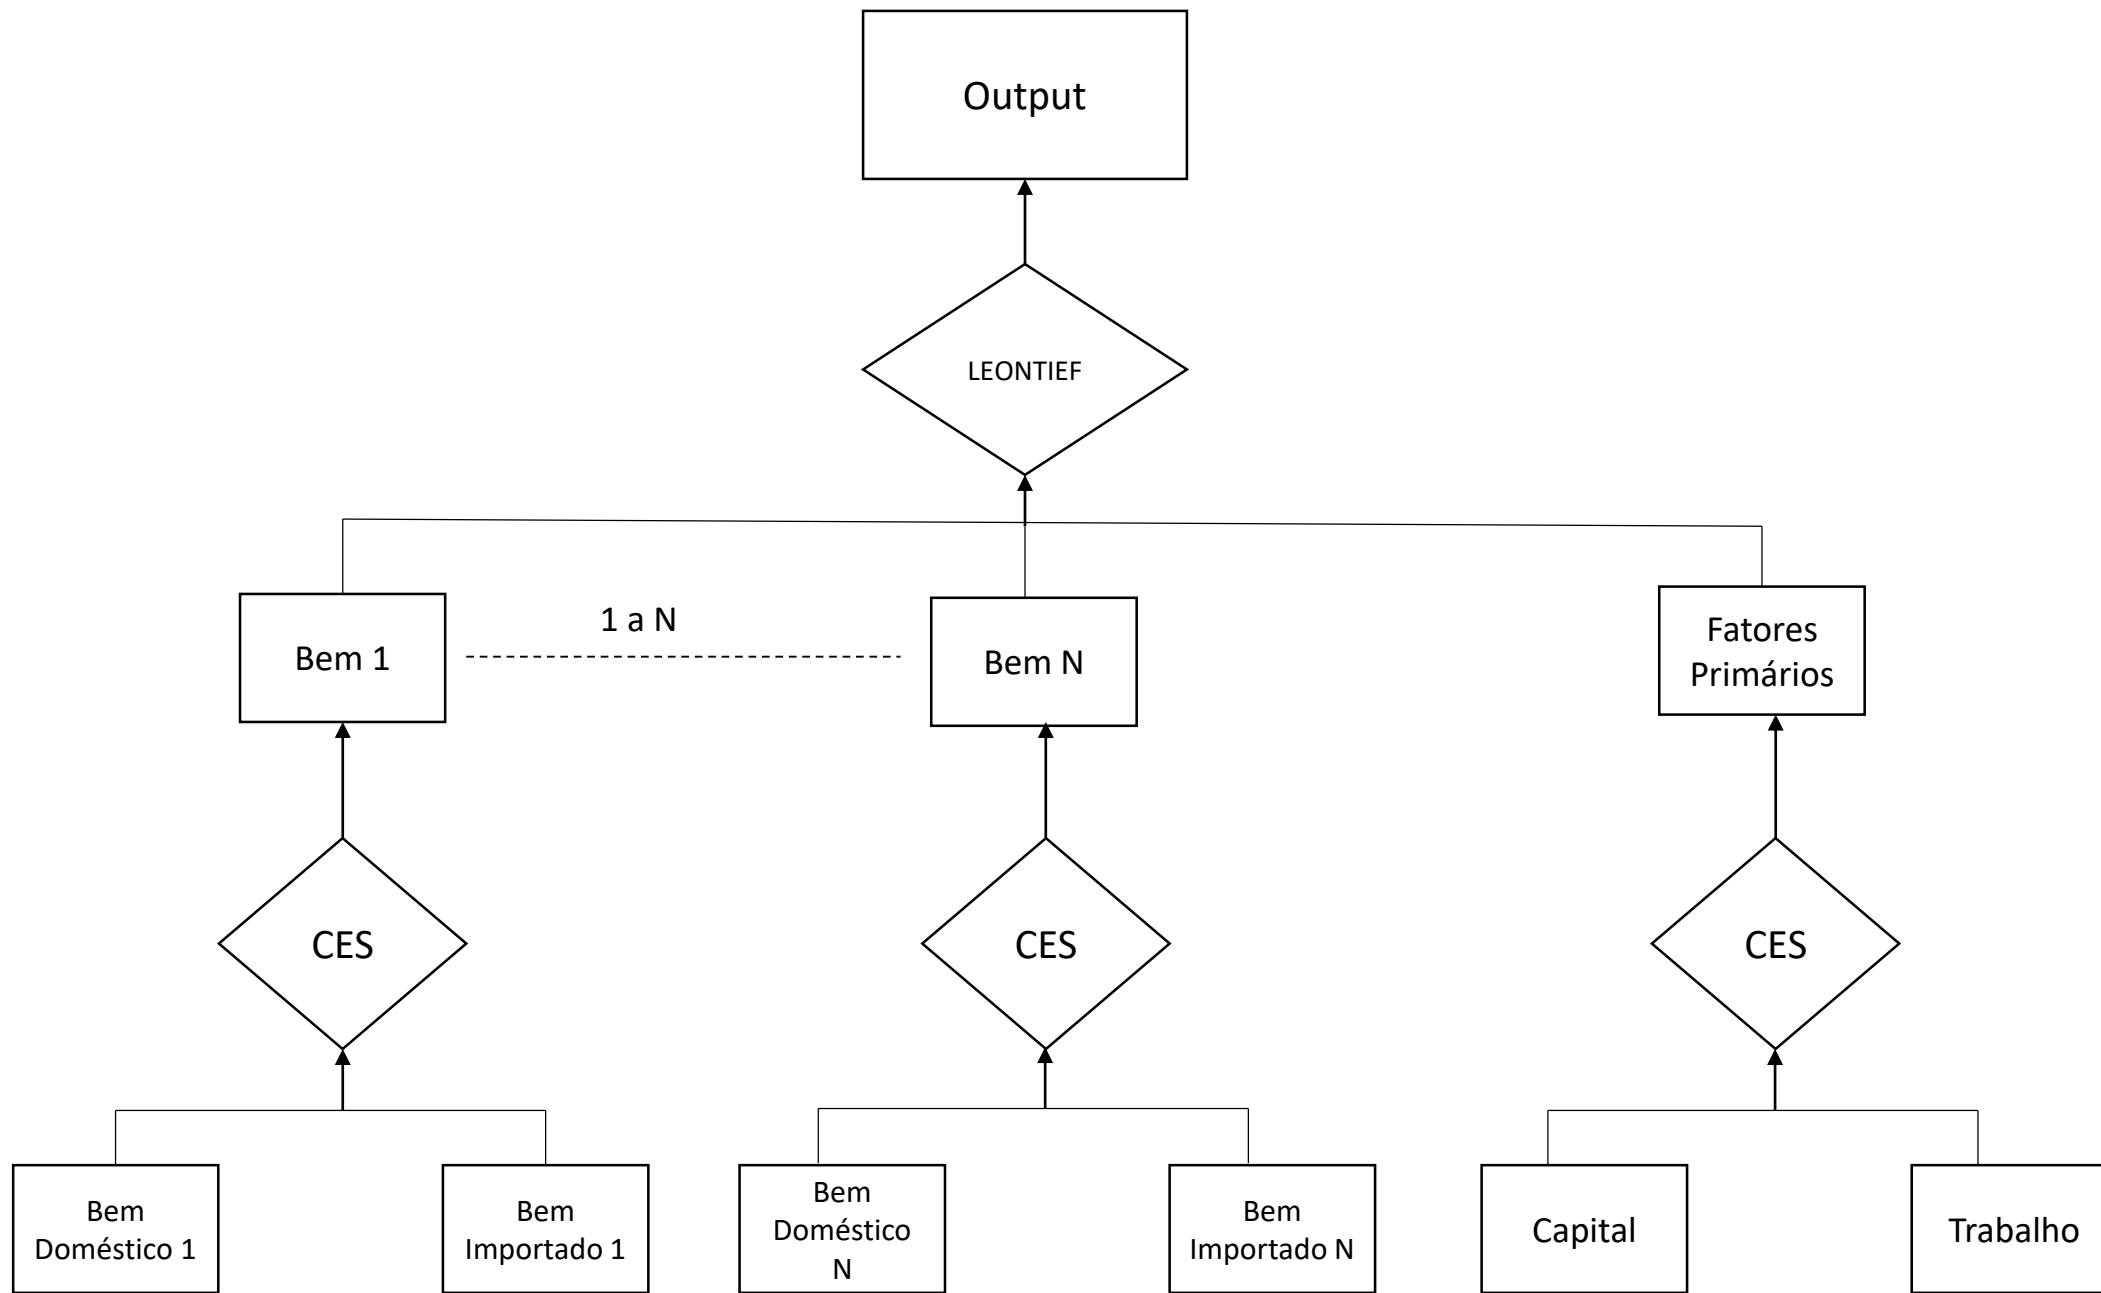 Output
LEONTIEF
1 a N
Bem 1
Bem N
Fatores
Primários
CES
CES
CES
Bem
Doméstico 1
Bem
Importado 1
Bem
Doméstico
N
Bem
Importado N
Capital
Trabalho